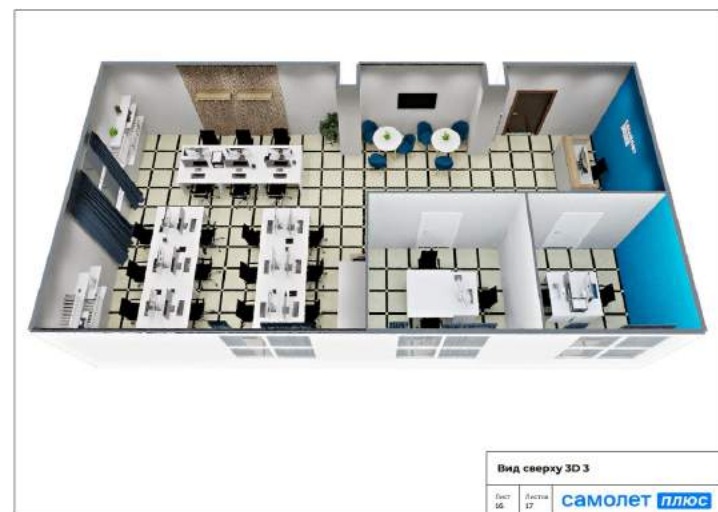 Вид сверху 3D 3
Лист
Листов
16
17
самолет плюс